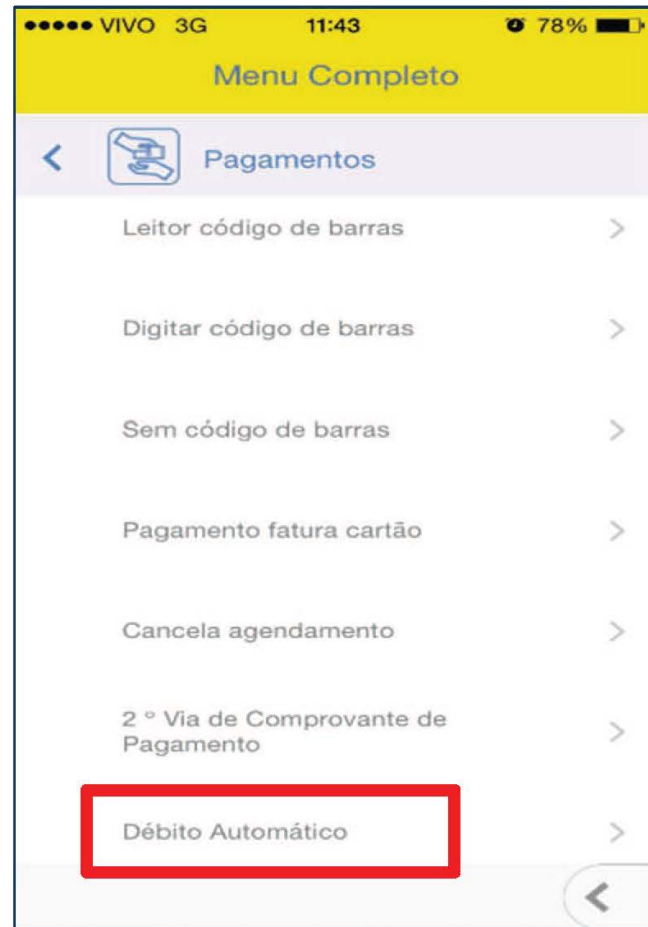 VIVO 3G 11:43 78%
Menu Completo
Pagamentos
Leitor código de barras
Digitar código de barras
Sem código de barras
Pagamento fatura cartão
Cancela agendamento
2 º Via de Comprovante de
Pagamento
Débito Automático